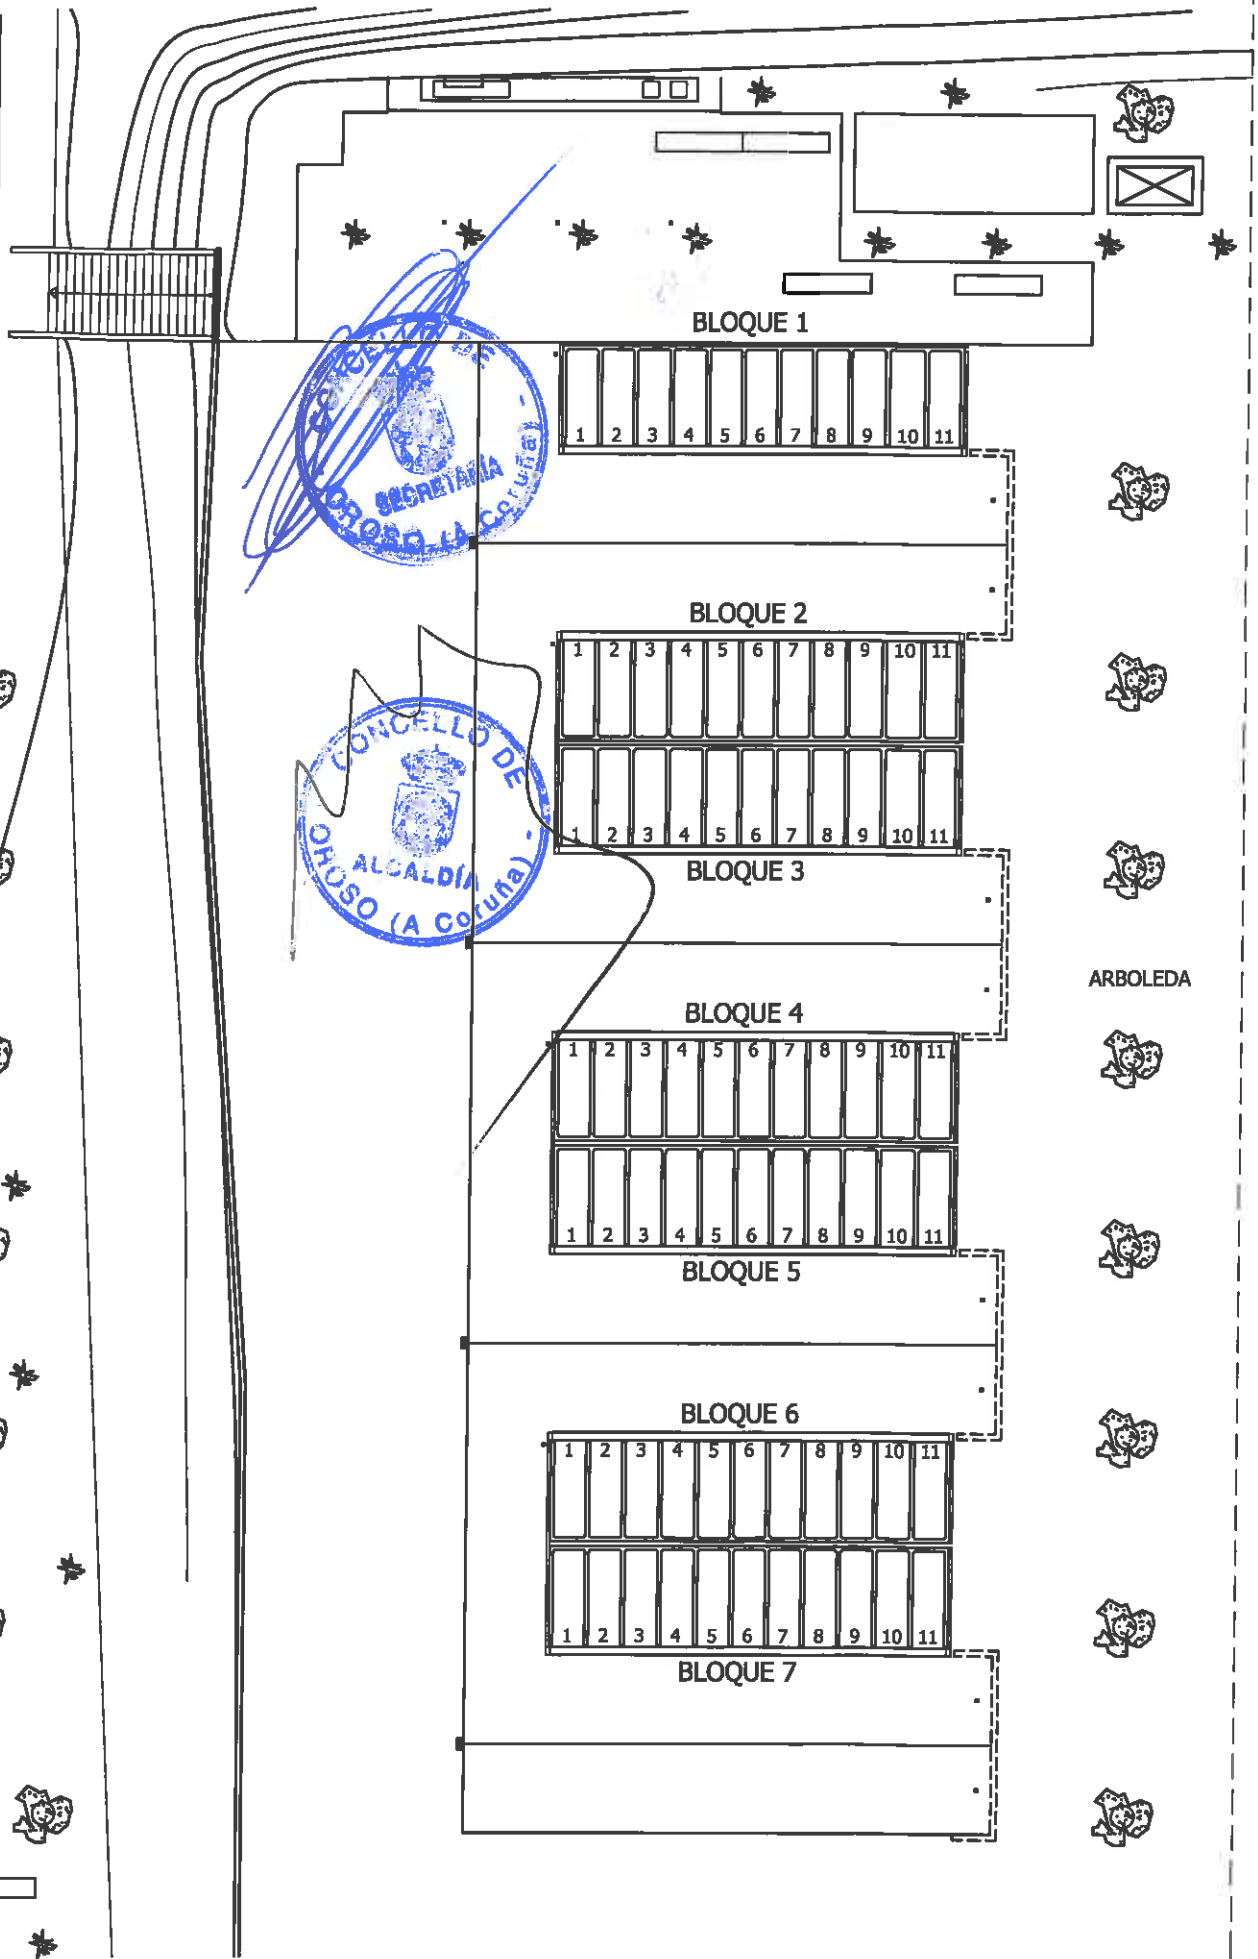 BLOQUE 1
1 2 3 4 5 6 7 8 9 10 11
CONCELLO DE
SECRETARÍA
OROSO (A Coruña) -
BLOQUE 2
1 2 3 4 5 6 7 8 9 10 11
CONCELLO DE
ALCALDÍA
OROSO (A Coruña) -
1 2 3 4 5 6 7 8 9 10 11
BLOQUE 3
ARBOLEDA
BLOQUE 4
1 2 3 4 5 6 7 8 9 10 11
1 2 3 4 5 6 7 8 9 10 11
BLOQUE 5
BLOQUE 6
1 2 3 4 5 6 7 8 9 10 11
1 2 3 4 5 6 7 8 9 10 11
BLOQUE 7